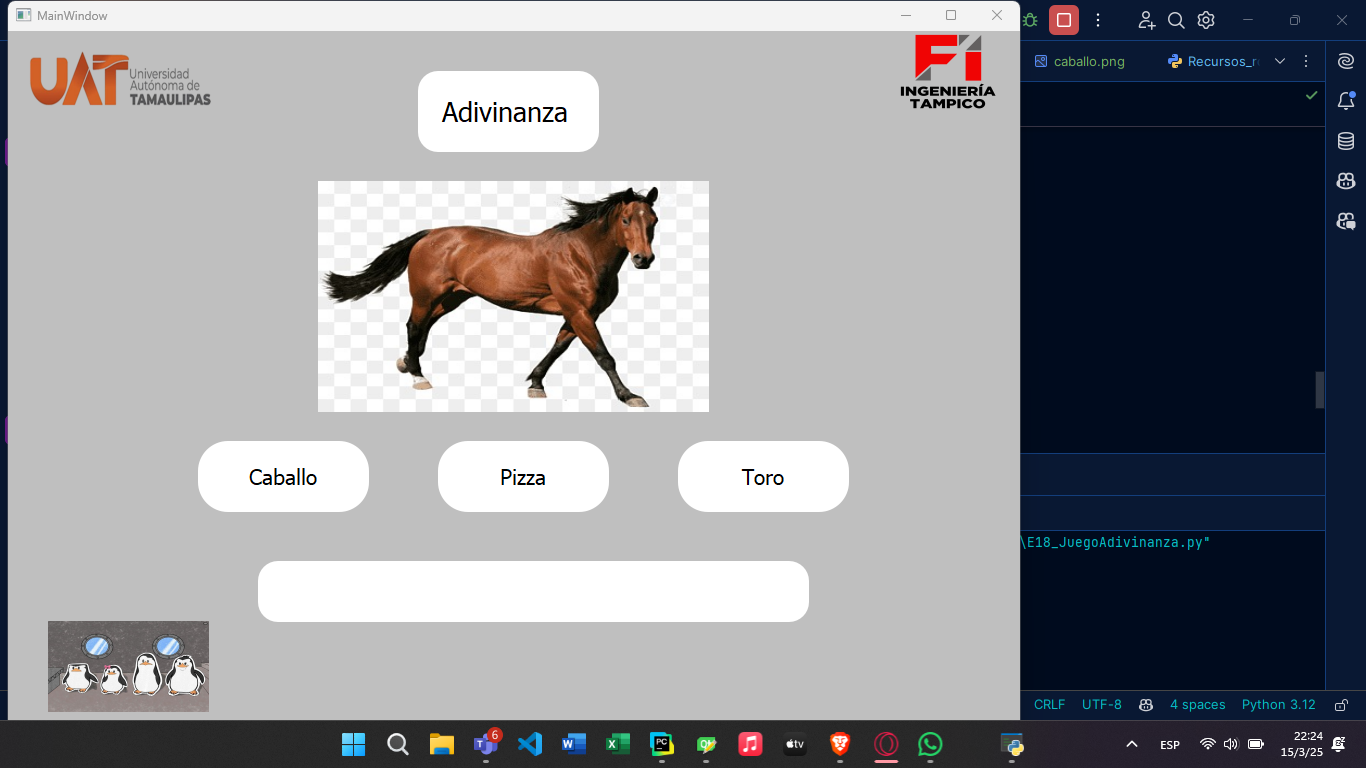 MainWindow
UAT
Universidad
Autónoma de
TAMAULIPAS
Adivinanza
FI
INGENIERÍA
TAMPICO
caballo.png
Recursos_r
Caballo
Pizza
Toro
\E18_JuegoAdivinanza.py"
CRLF
UTF-8
4 spaces
Python 3.12
6
PC
tv
ESP
22:24
15/3/25